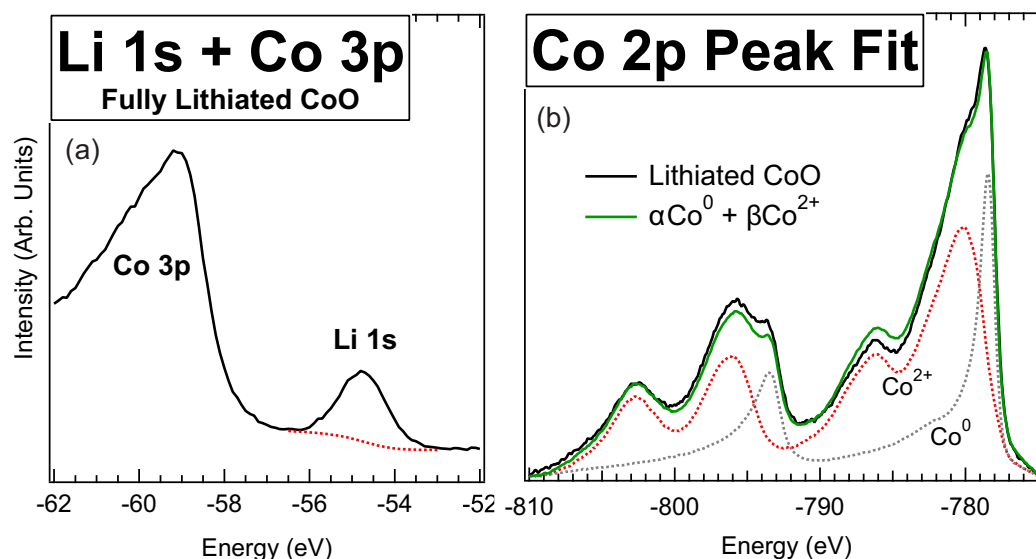 Li 1s + Co 3p
Fully Lithiated CoO
(a)
Co 3p
Li 1s
Intensity (Arb. Units)
-62 -60 -58 -56 -54 -52
Energy (eV)
Co 2p Peak Fit
(b)
Lithiated CoO
αCo⁰ + βCo²⁺
Co²⁺
Co⁰
-810 -800 -790 -780
Energy (eV)